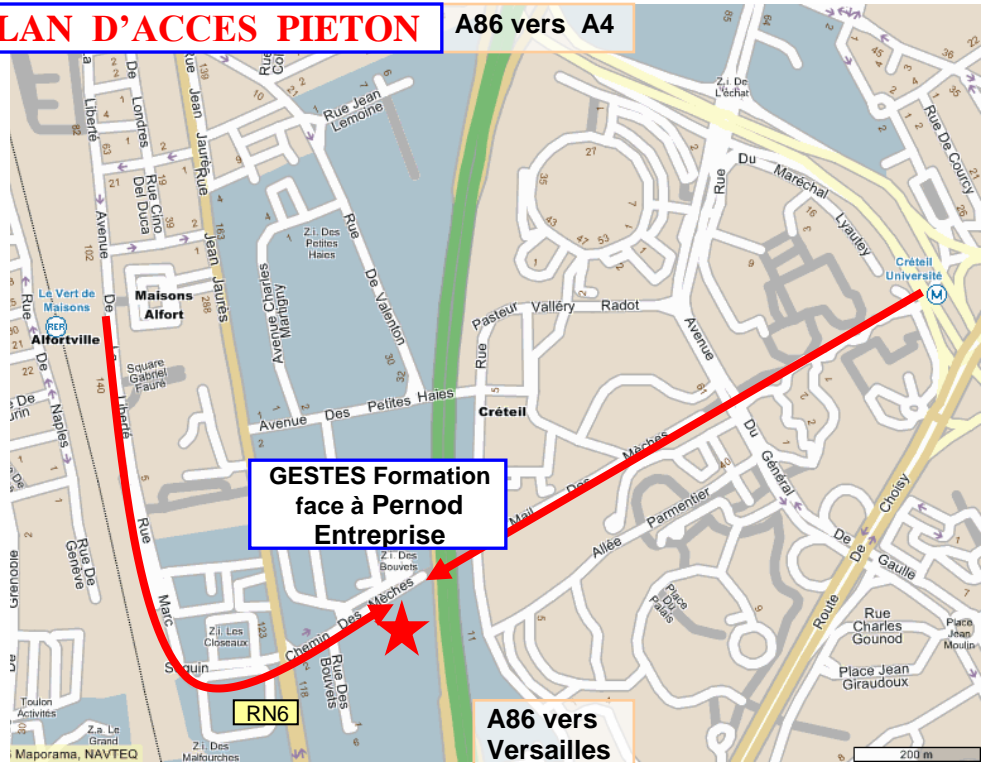 LAN D'ACCES PIETON
A86 vers A4
GESTES Formation
face à Pernod
Entreprise
A86 vers
Versailles
RN6
Avenue De La Liberté
De Londres
Rue Jean Jaurès
Rue Jean Jaurès
Rue Jean
Lemoine
Rue Cino
Del Duca
Z.i. Des
Petites
Haies
Rue De Valenton
Avenue Charles
Martigny
Le Vert de
Maisons
RER
Alfortville
Maisons
Alfort
Square
Gabriel
Fauré
Rue De Naples
Avenue Des Petites Haies
Créteil
Rue Pasteur Valléry Radot
Z.i. De
L'échat
Rue Du Maréchal Lyautey
Rue De Courcy
Créteil
Université
M
Avenue Du Général De Gaulle
Mail Des Mèches
Allée Parmentier
Z.i. Des
Bouvets
Chemin Des Mèches
Rue Des
Bouvets
Rue Marc Seguin
Z.i. Les
Closeaux
Rue De
Genève
Grenoble
Toulon
Activités
Z.a. Le
Grand
Z.i. Des
Malfourches
Place
Du
Palais
Route De Choisy
Rue
Charles
Gounod
Place
Jean
Moulin
Place Jean
Giraudoux
Maporama, NAVTEQ
200 m